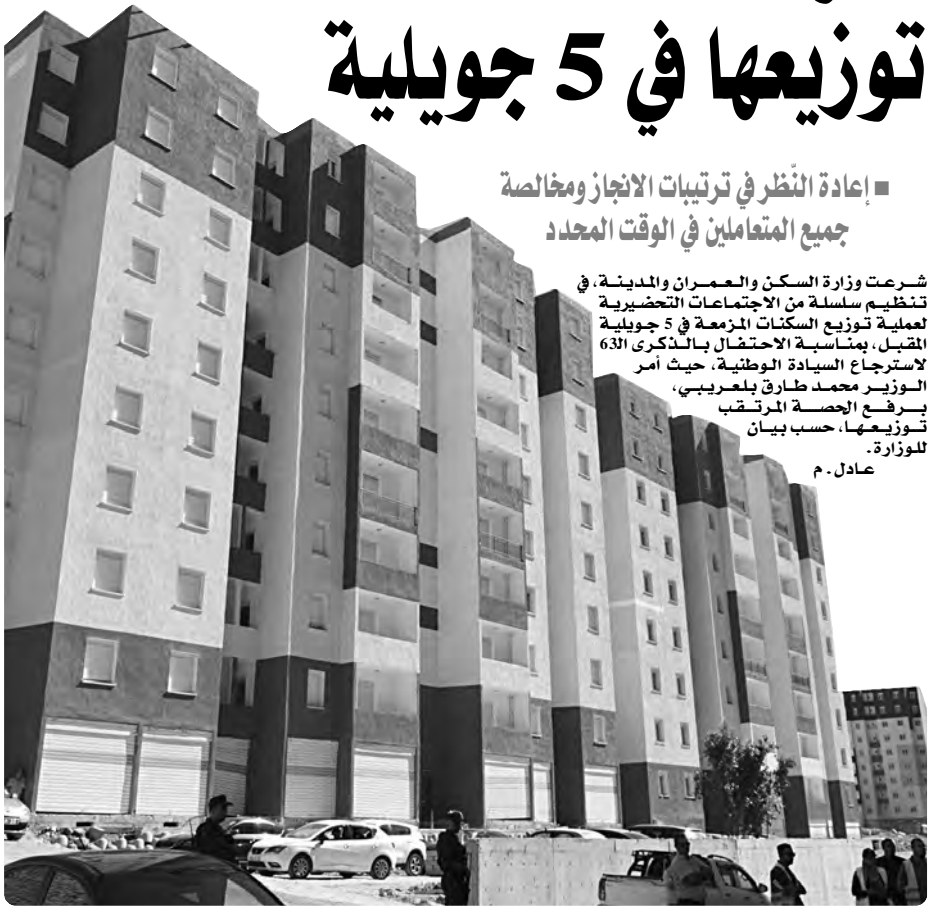 توزيعها في 5 جويلية
■ إعادة النّظر في ترتيبات الانجاز ومخالصة
جميع المتعاملين في الوقت المحدد
شرعت وزارة السكن والعمران والمدينة، في
تنظيم سلسلة من الاجتماعات التحضيرية
لعملية توزيع السكنات المزمعة في 5 جويلية
المقبل، بمناسبة الاحتفال بالذكرى الـ63
لاسترجاع السيادة الوطنية، حيث أمر
الوزير محمد طارق بلعريبي،
برفع الحصة المرتقب
توزيعها، حسب بيان
للوزارة.
عادل . م